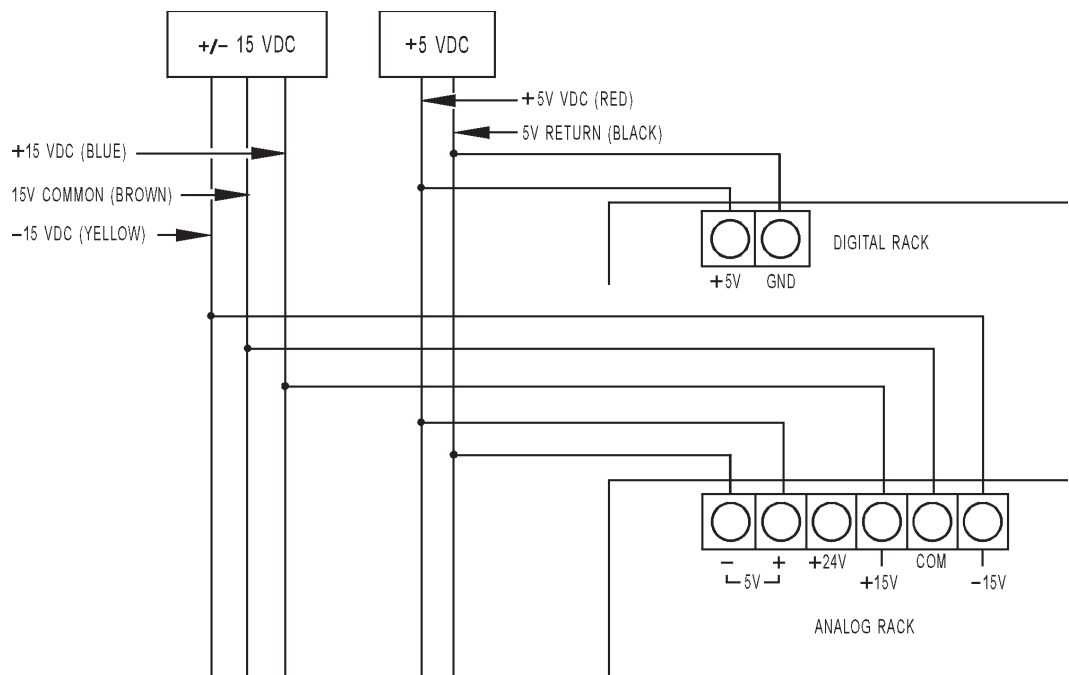 +/- 15 VDC
+5 VDC
+5V VDC (RED)
5V RETURN (BLACK)
+15 VDC (BLUE)
15V COMMON (BROWN)
-15 VDC (YELLOW)
DIGITAL RACK
+5V GND
- + +24V COM
5V +15V -15V
ANALOG RACK